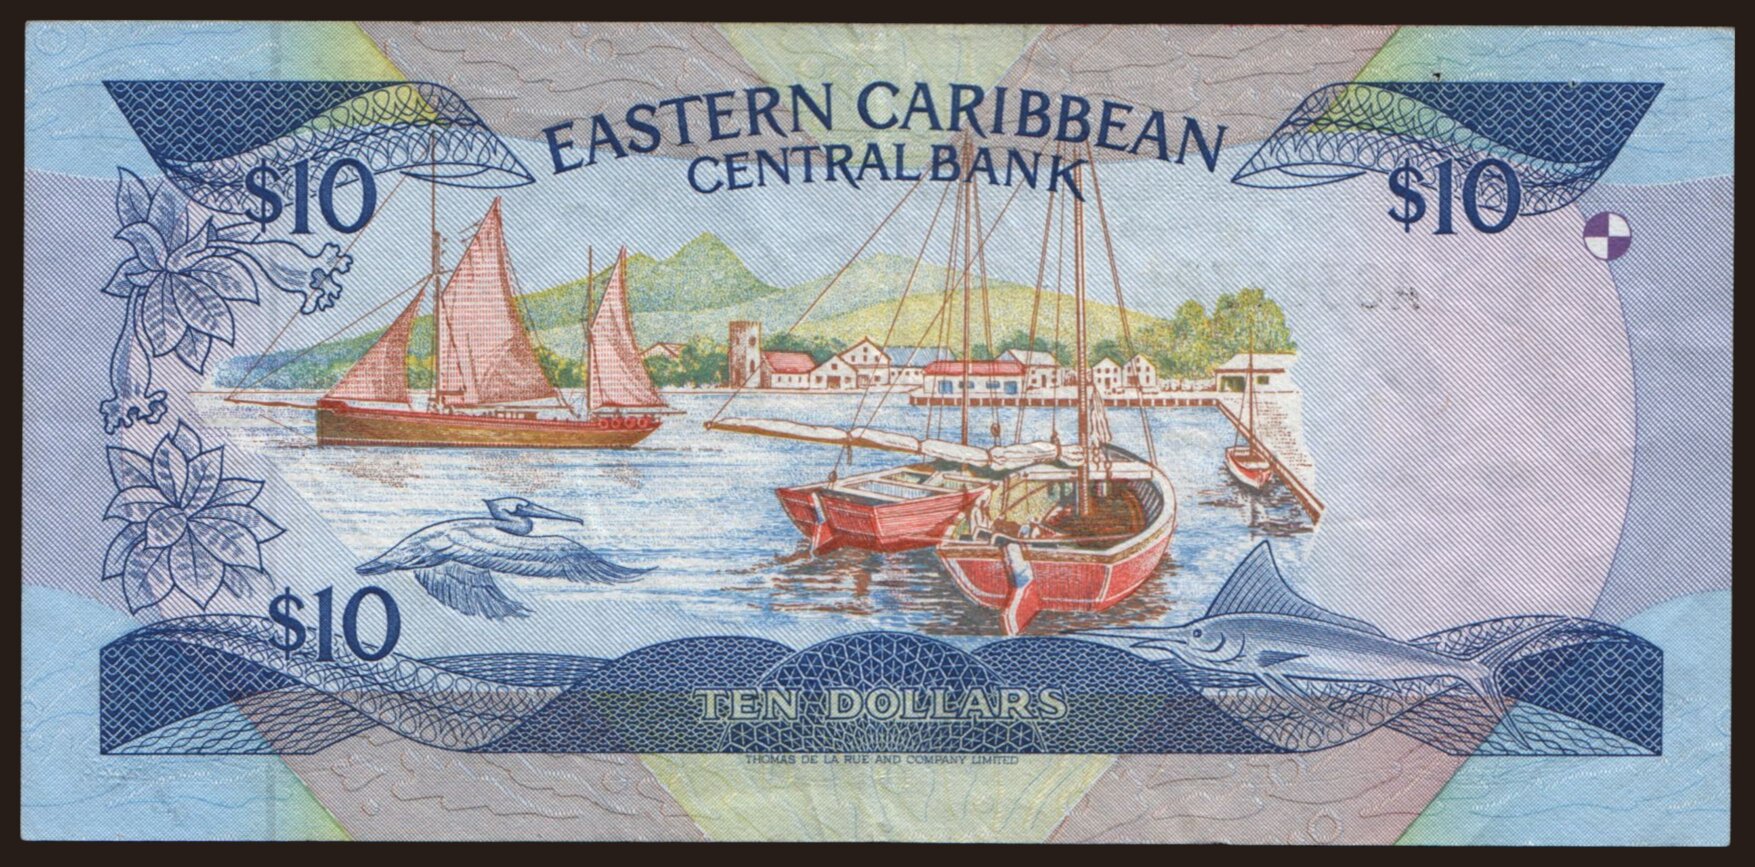 EASTERN CARIBBEAN
CENTRAL BANK
$10
$10
$10
TEN DOLLARS
THOMAS DE LA RUE AND COMPANY LIMITED